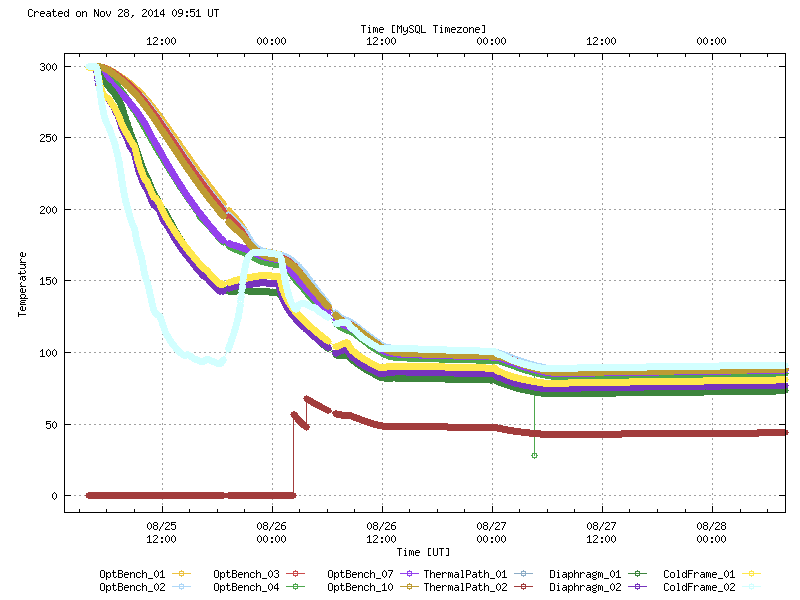 Created on Nov 28, 2014 09:51 UT
Time [MySQL Timezone]
12:00 00:00 12:00 00:00 12:00 00:00
300
250
200
150
100
50
0
Temperature
08/25 08/26 08/26 08/27 08/27 08/28
12:00 00:00 12:00 00:00 12:00 00:00
Time [UT]
OptBench_01 OptBench_03 OptBench_07 ThermalPath_01 Diaphragm_01 ColdFrame_01
OptBench_02 OptBench_04 OptBench_10 ThermalPath_02 Diaphragm_02 ColdFrame_02